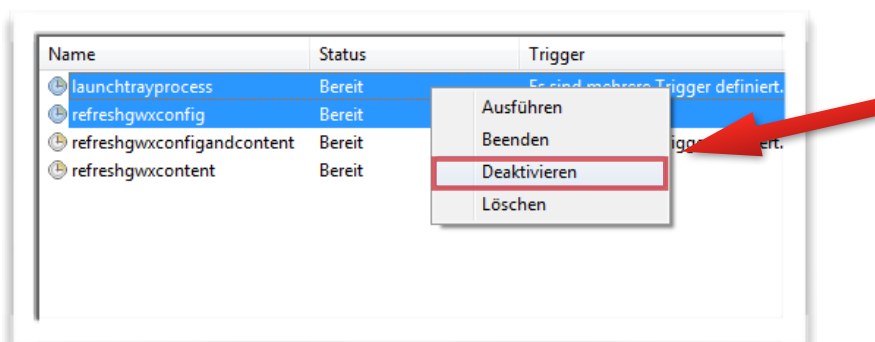 Name Status Trigger
launchtrayprocess Bereit Es sind mehrere Trigger definiert.
refreshgwxconfig Bereit
refreshgwxconfigandcontent Bereit
refreshgwxcontent Bereit
Ausführen
Beenden
Deaktivieren
Löschen